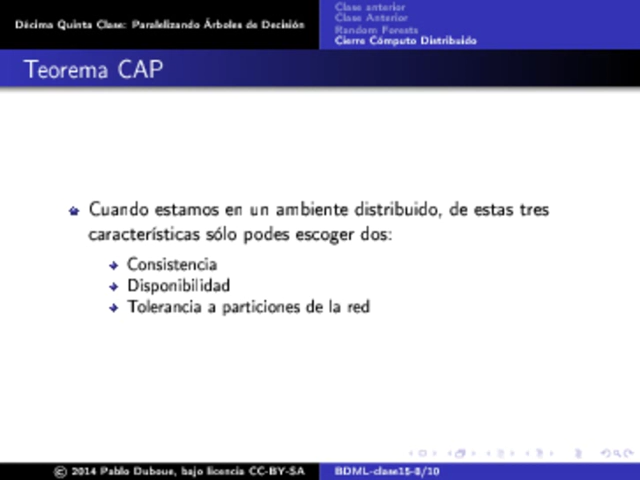 Décima Quinta Clase: Paralelizando Árboles de Decisión
Clase anterior
Clase Anterior
Random Forests
Cierre Cómputo Distribuido
Teorema CAP
Cuando estamos en un ambiente distribuido, de estas tres
características sólo podes escoger dos:
Consistencia
Disponibilidad
Tolerancia a particiones de la red
© 2014 Pablo Duboue, bajo licencia CC-BY-SA
BDML-clase15-8/10